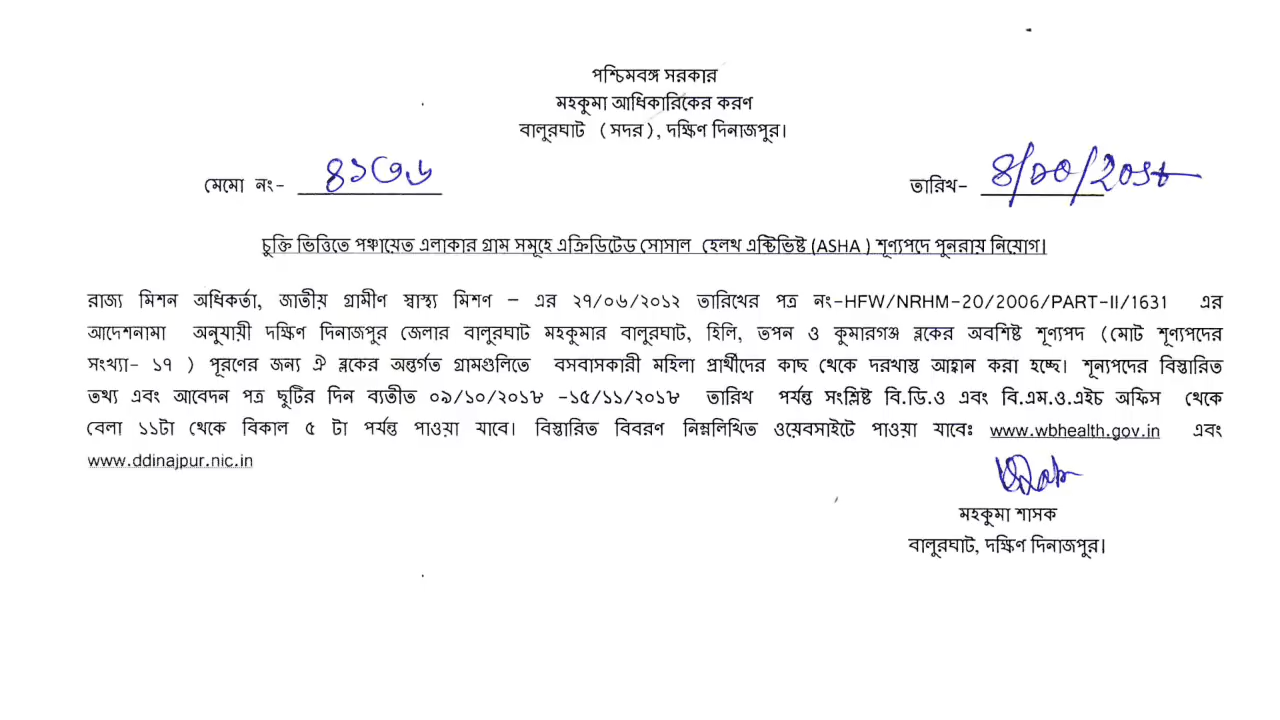 পশ্চিমবঙ্গ সরকার
মহকুমা আধিকারিকের করণ
বালুরঘাট (সদর), দক্ষিণ দিনাজপুর।
মেমো নং-
তারিখ-
চুক্তি ভিত্তিতে পঞ্চায়েত এলাকার গ্রাম সমূহে এক্রিডিটেড সোসাল হেলথ এক্টিভিষ্ট (ASHA ) শূণ্যপদে পুনরায় নিয়োগ।
রাজ্য মিশন অধিকর্তা, জাতীয় গ্রামীণ স্বাস্থ্য মিশণ – এর ২৭/০৬/২০১২ তারিখের পত্র নং-HFW/NRHM-20/2006/PART-II/1631 এর
আদেশনামা অনুযায়ী দক্ষিণ দিনাজপুর জেলার বালুরঘাট মহকুমার বালুরঘাট, হিলি, তপন ও কুমারগঞ্জ ব্লকের অবশিষ্ট শূণ্যপদ (মোট শূণ্যপদের
সংখ্যা- ১৭ ) পূরণের জন্য ঐ ব্লকের অন্তর্গত গ্রামগুলিতে বসবাসকারী মহিলা প্রার্থীদের কাছ থেকে দরখাস্ত আহ্বান করা হচ্ছে। শূন্যপদের বিস্তারিত
তথ্য এবং আবেদন পত্র ছুটির দিন ব্যতীত ০৯/১০/২০১৮ -১৫/১১/২০১৮ তারিখ পর্যন্ত সংশ্লিষ্ট বি.ডি.ও এবং বি.এম.ও.এইচ অফিস থেকে
বেলা ১১টা থেকে বিকাল ৫ টা পর্যন্ত পাওয়া যাবে। বিস্তারিত বিবরণ নিম্নলিখিত ওয়েবসাইটে পাওয়া যাবেঃ www.wbhealth.gov.in এবং
www.ddinajpur.nic.in
মহকুমা শাসক
বালুরঘাট, দক্ষিণ দিনাজপুর।